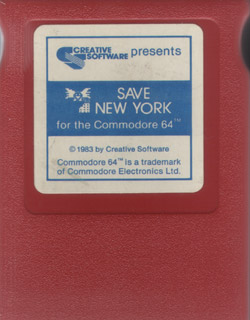 CREATIVE SOFTWARE presents
SAVE
NEW YORK
for the Commodore 64™
© 1983 by Creative Software
Commodore 64™ is a trademark
of Commodore Electronics Ltd.